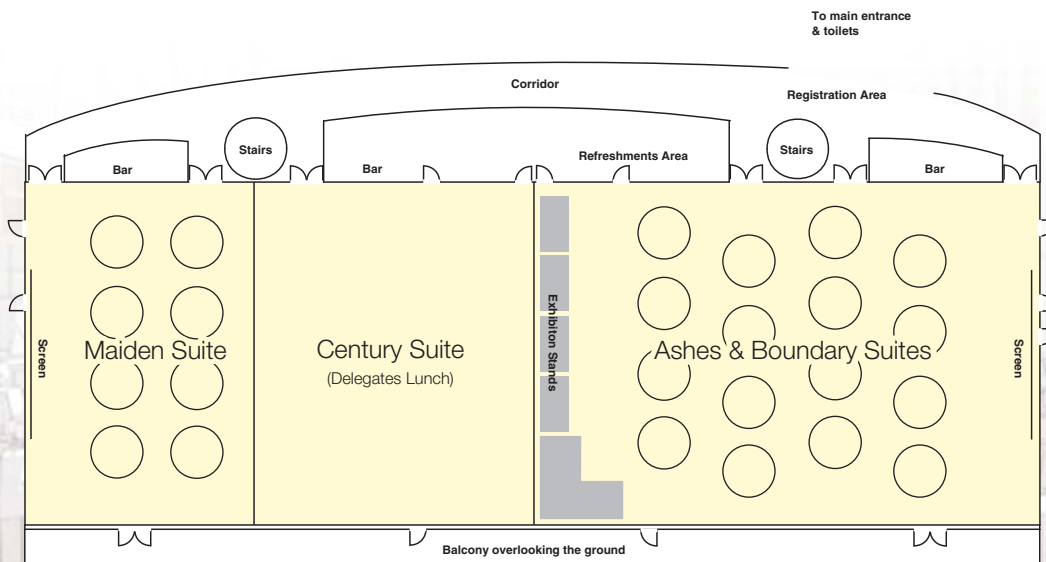 To main entrance
& toilets
Corridor
Registration Area
Stairs
Stairs
Refreshments Area
Bar
Bar
Bar
Exhibiton Stands
Screen
Maiden Suite
Century Suite
(Delegates Lunch)
Ashes & Boundary Suites
Screen
Balcony overlooking the ground